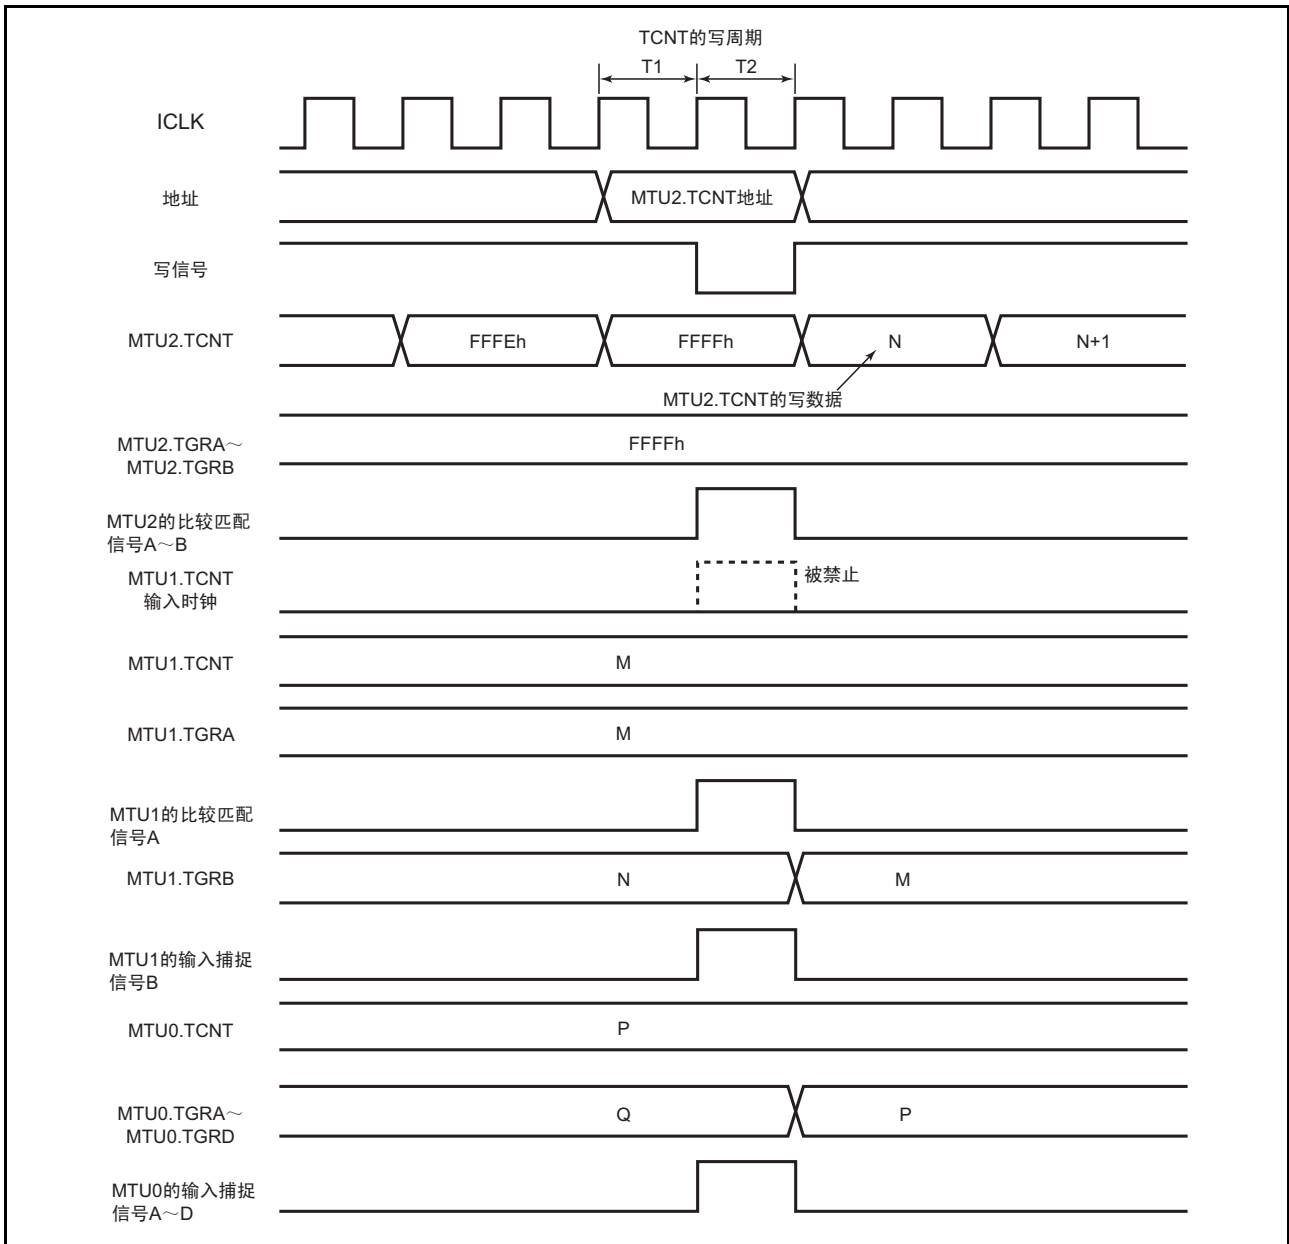 TCNT的写周期
T1
T2
ICLK
地址
MTU2.TCNT地址
写信号
MTU2.TCNT
FFFEh
FFFFh
N
N+1
MTU2.TCNT的写数据
MTU2.TGRA～
MTU2.TGRB
FFFFh
MTU2的比较匹配
信号A～B
MTU1.TCNT
输入时钟
被禁止
MTU1.TCNT
M
MTU1.TGRA
M
MTU1的比较匹配
信号A
MTU1.TGRB
N
M
MTU1的输入捕捉
信号B
MTU0.TCNT
P
MTU0.TGRA～
MTU0.TGRD
Q
P
MTU0的输入捕捉
信号A～D